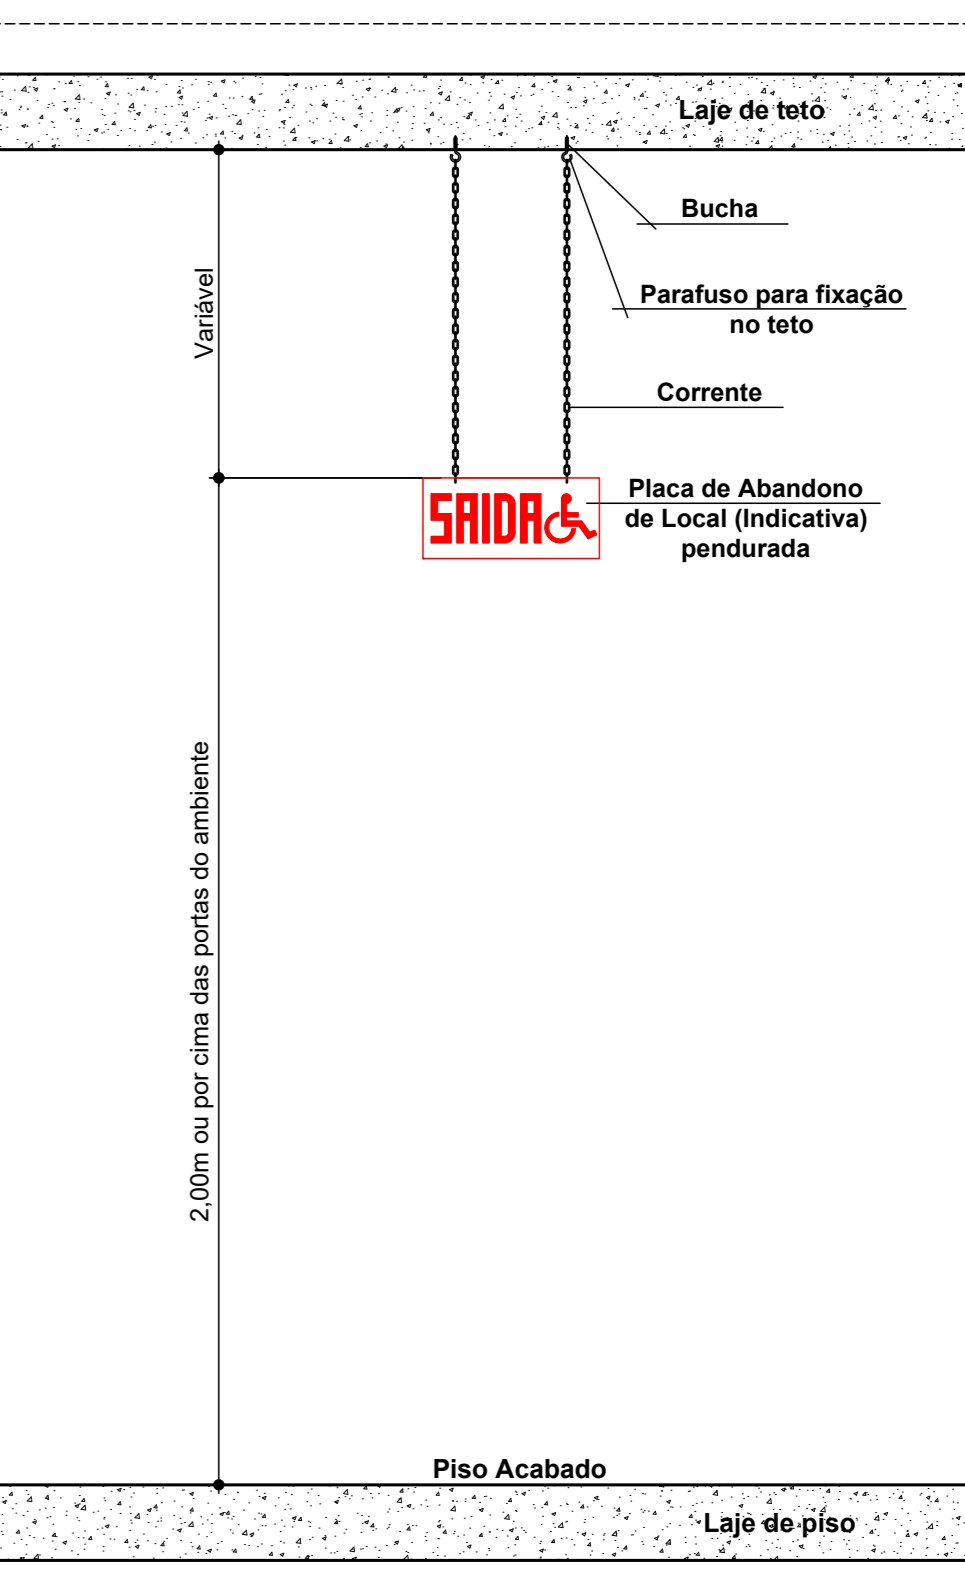 Laje de teto
Bucha
Variável
Parafuso para fixação
no teto
Corrente
SAIDA
Placa de Abandono
de Local (Indicativa)
pendurada
2,00m ou por cima das portas do ambiente
Piso Acabado
Laje de piso